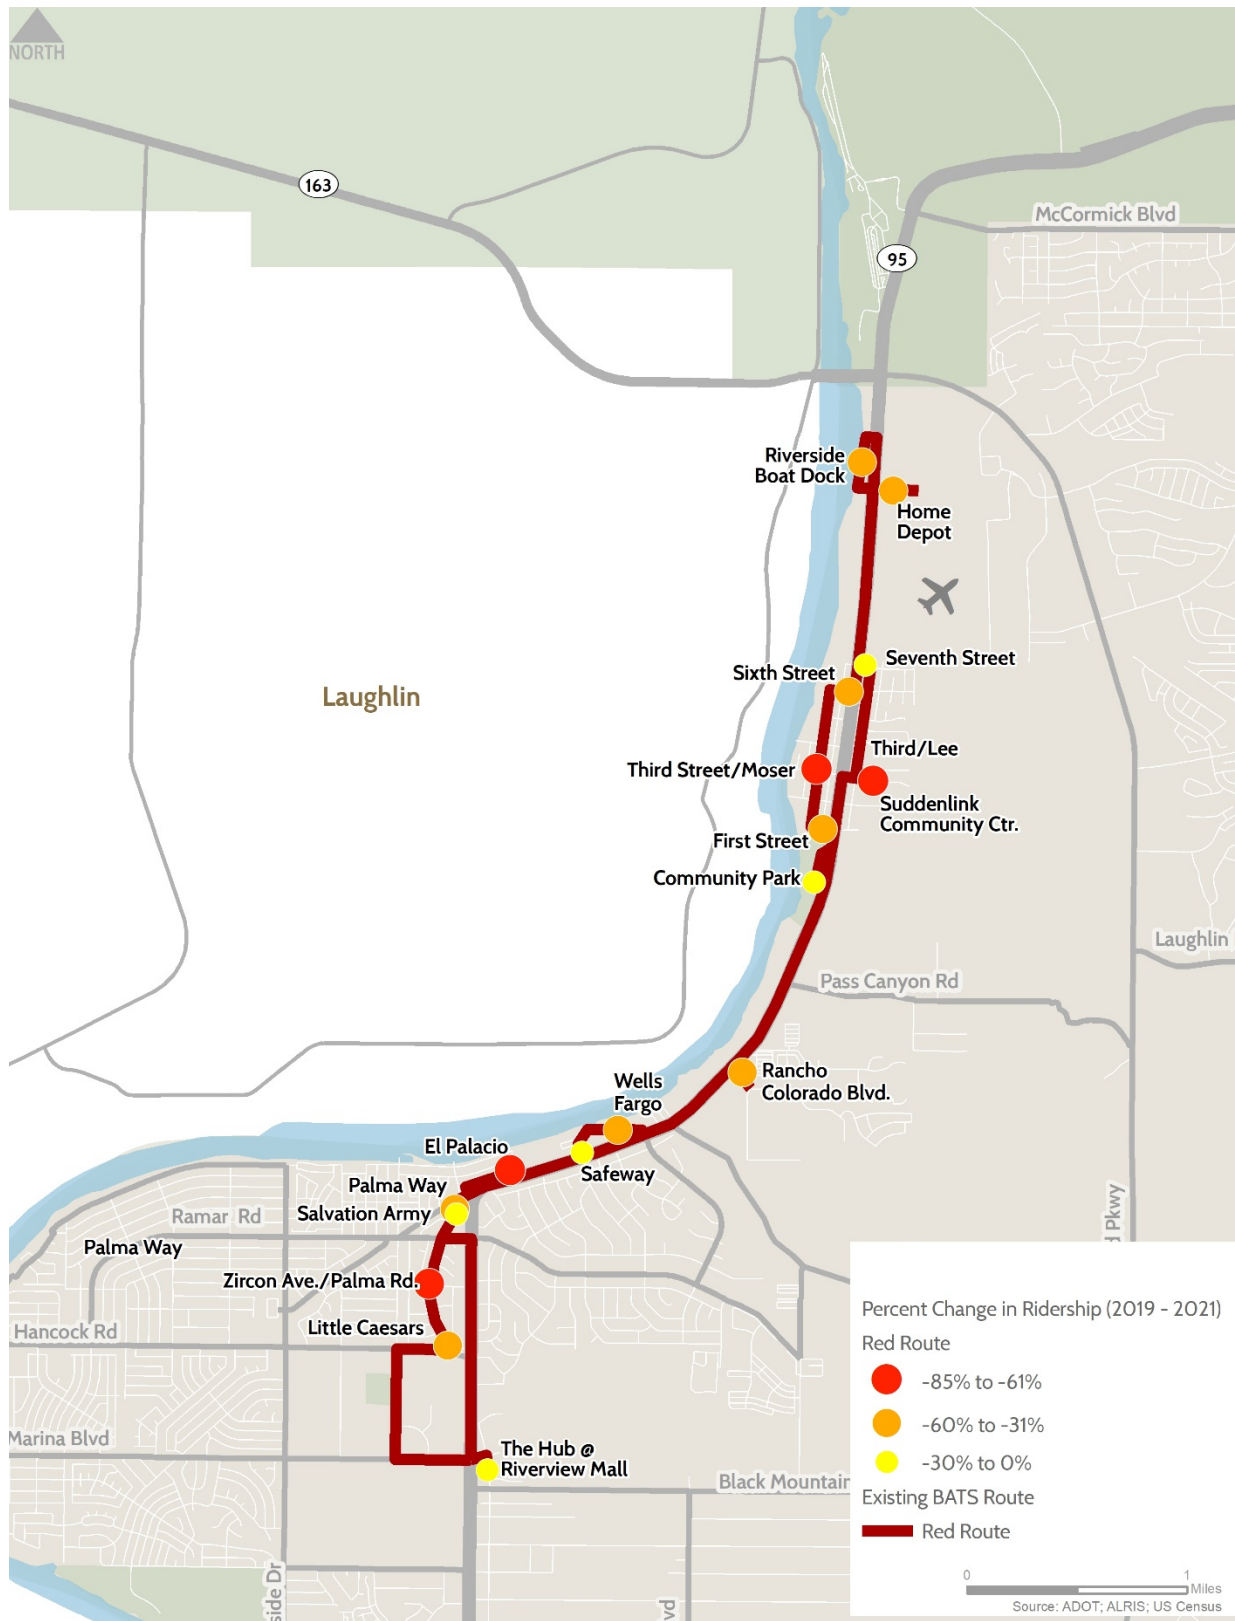 NORTH
163
McCormick Blvd
95
Riverside
Boat Dock
Home
Depot
Seventh Street
Sixth Street
Laughlin
Third/Lee
Third Street/Moser
Suddenlink
Community Ctr.
First Street
Community Park
Laughlin
Pass Canyon Rd
Rancho
Colorado Blvd.
Wells
Fargo
El Palacio
Safeway
Palma Way
Salvation Army
Ramar Rd
Palma Way
d Pkwy
Zircon Ave./Palma Rd.
Little Caesars
Hancock Rd
Marina Blvd
The Hub @
Riverview Mall
Black Mountain
side Dr
vd
Percent Change in Ridership (2019 - 2021)
Red Route
-85% to -61%
-60% to -31%
-30% to 0%
Existing BATS Route
Red Route
0 1
Miles
Source: ADOT; ALRIS; US Census